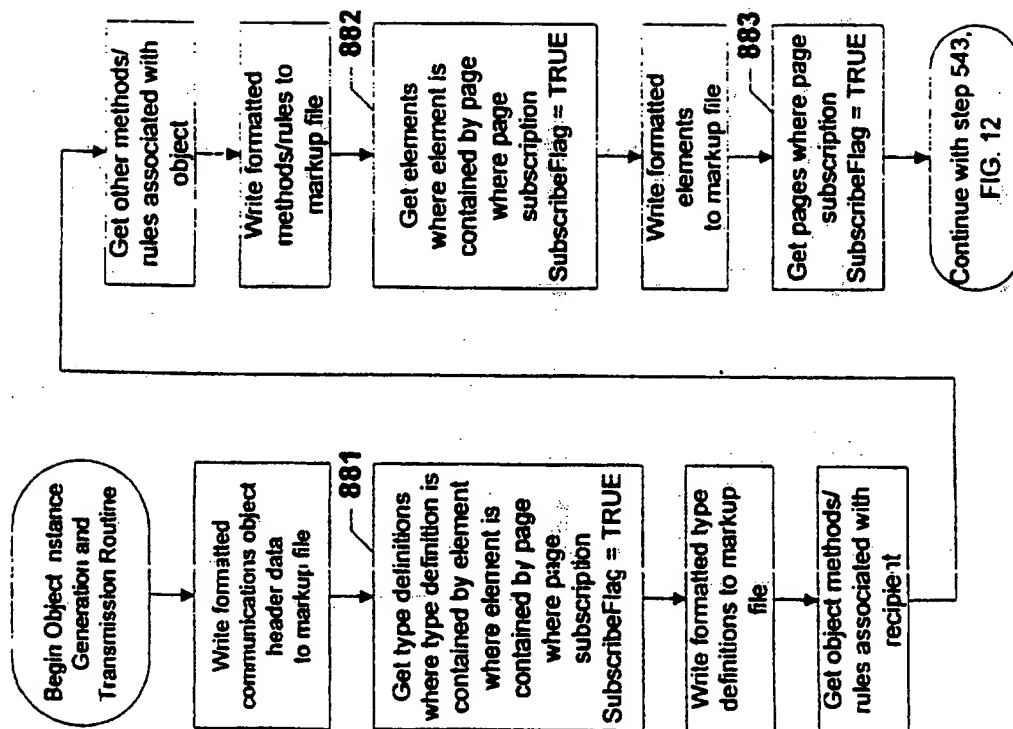 Begin Object nstance
Generation and
Transmission Routine
Write formatted
communications object
header data
to markup file
881
Get type definitions
where type definition is
contained by element
where element is
contained by page
where page
subscription
SubscribeFlag = TRUE
Write formatted type
definitions to markup
file
Get object methods/
rules associated with
recipient
Get other methods/
rules associated with
object
Write formatted
methods/rules to
markup file
882
Get elements
where element is
contained by page
where page
subscription
SubscribeFlag = TRUE
Write formatted
elements
to markup file
883
Get pages where page
subscription
SubscribeFlag = TRUE
Continue with step 543,
FIG. 12